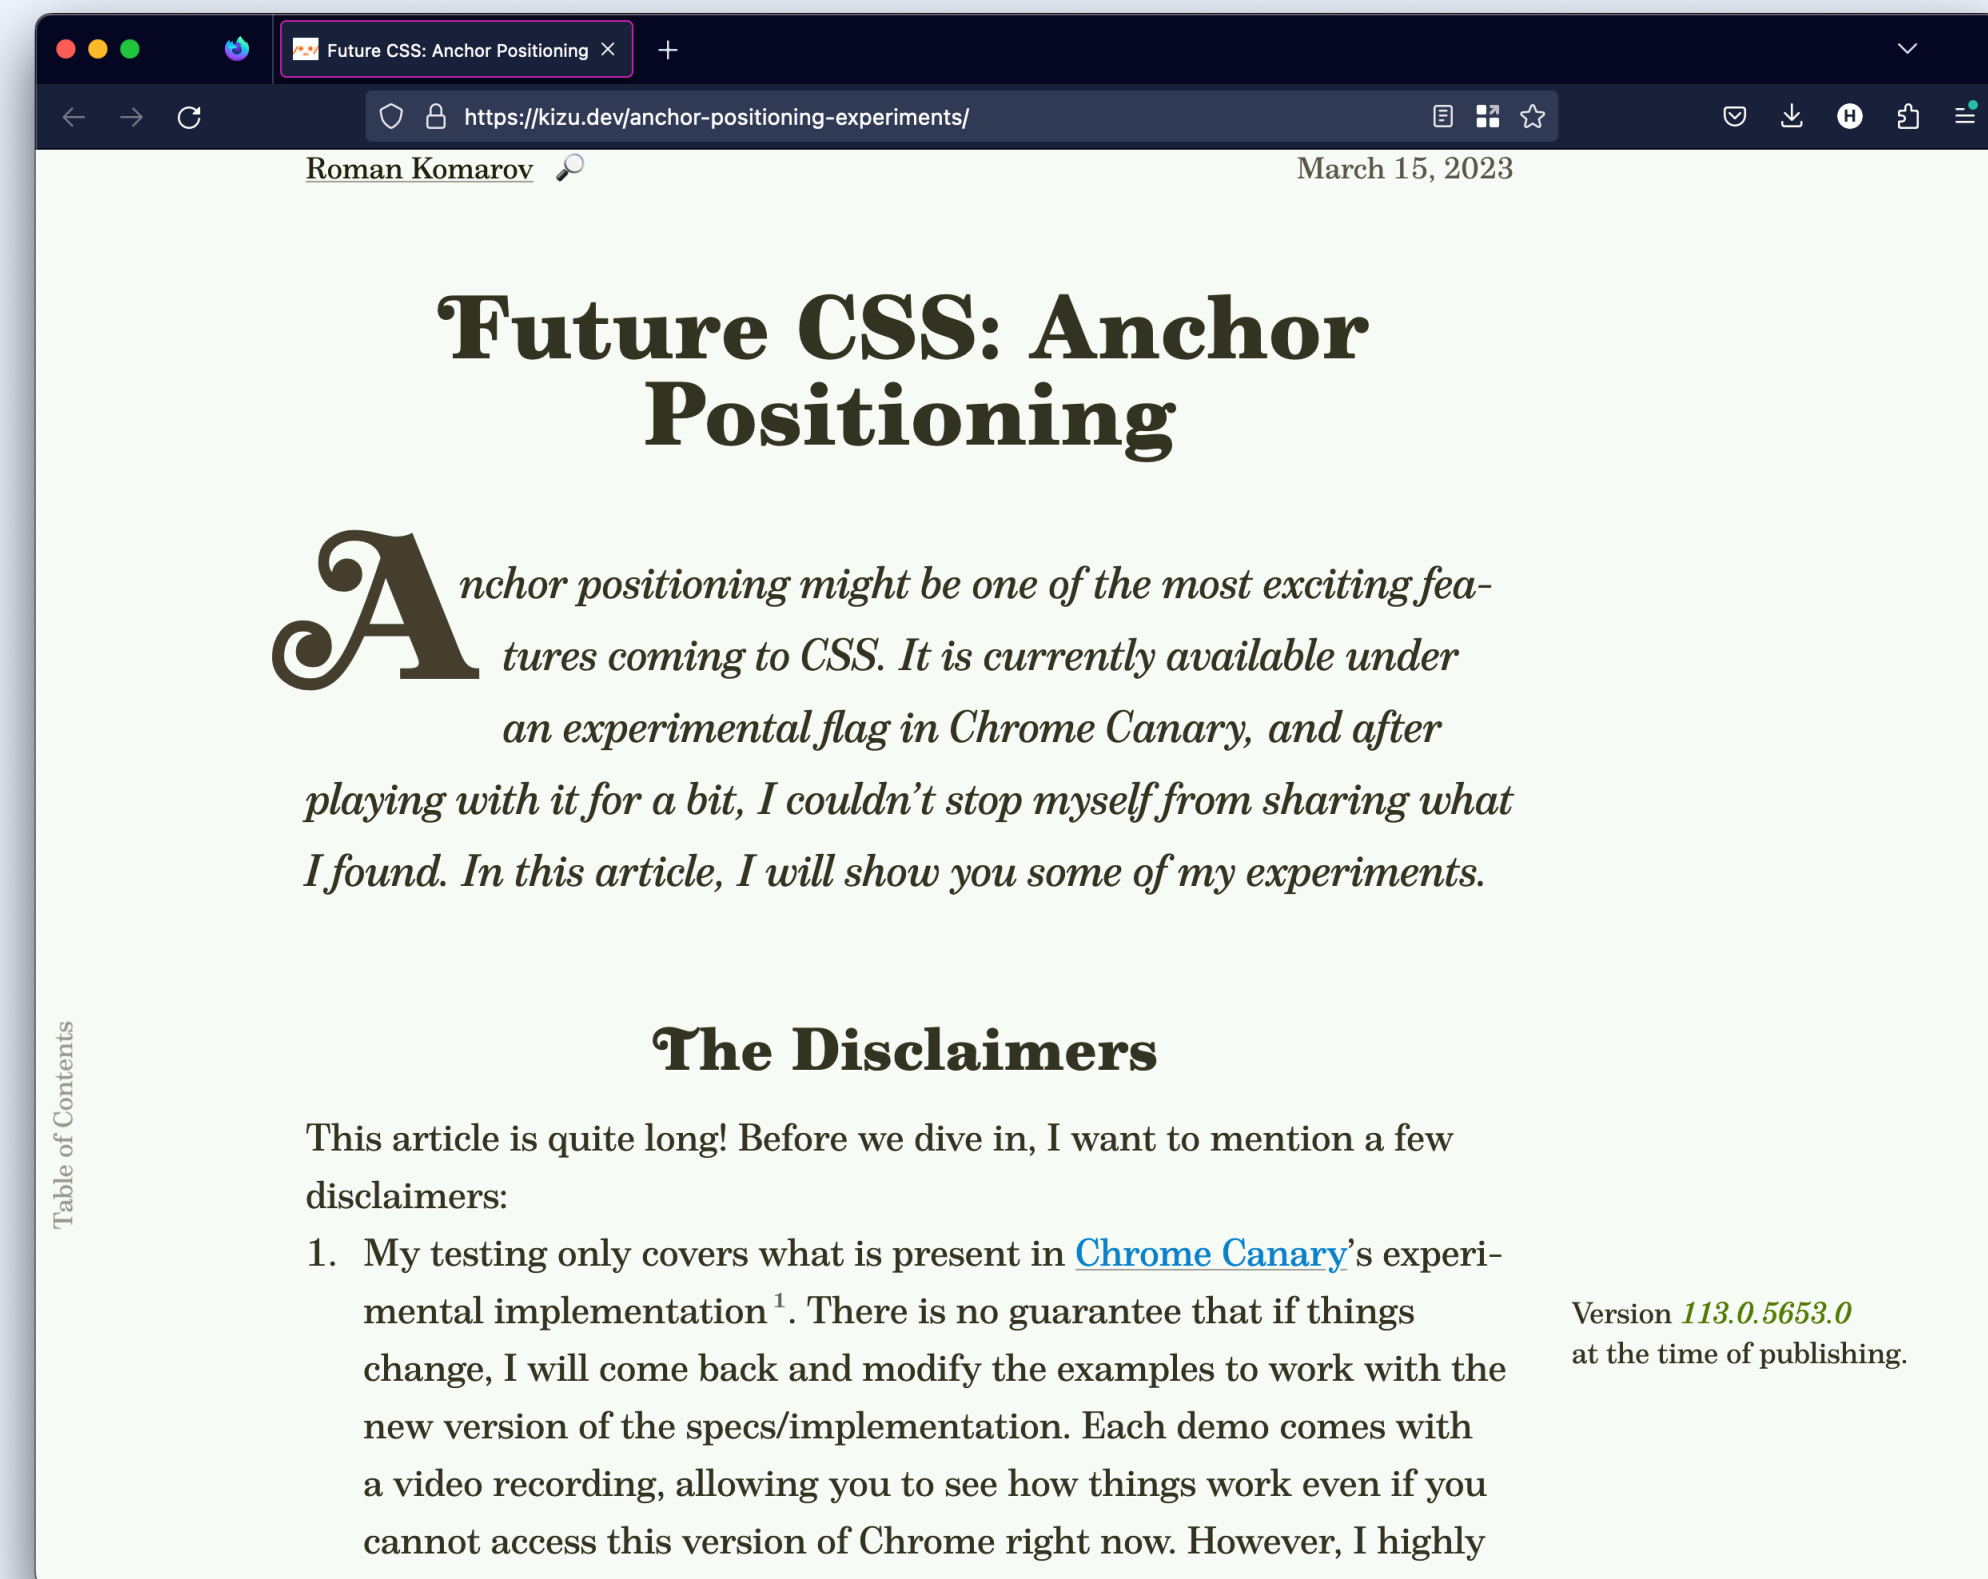 Future CSS: Anchor Positioning
https://kizu.dev/anchor-positioning-experiments/
H
Roman Komarov
March 15, 2023
Future CSS: Anchor
Positioning
Anchor positioning might be one of the most exciting fea-
tures coming to CSS. It is currently available under
an experimental flag in Chrome Canary, and after
playing with it for a bit, I couldn’t stop myself from sharing what
I found. In this article, I will show you some of my experiments.
Table of Contents
The Disclaimers
This article is quite long! Before we dive in, I want to mention a few
disclaimers:
1. My testing only covers what is present in Chrome Canary’s experi-
mental implementation 1. There is no guarantee that if things
change, I will come back and modify the examples to work with the
new version of the specs/implementation. Each demo comes with
a video recording, allowing you to see how things work even if you
cannot access this version of Chrome right now. However, I highly
Version 113.0.5653.0
at the time of publishing.